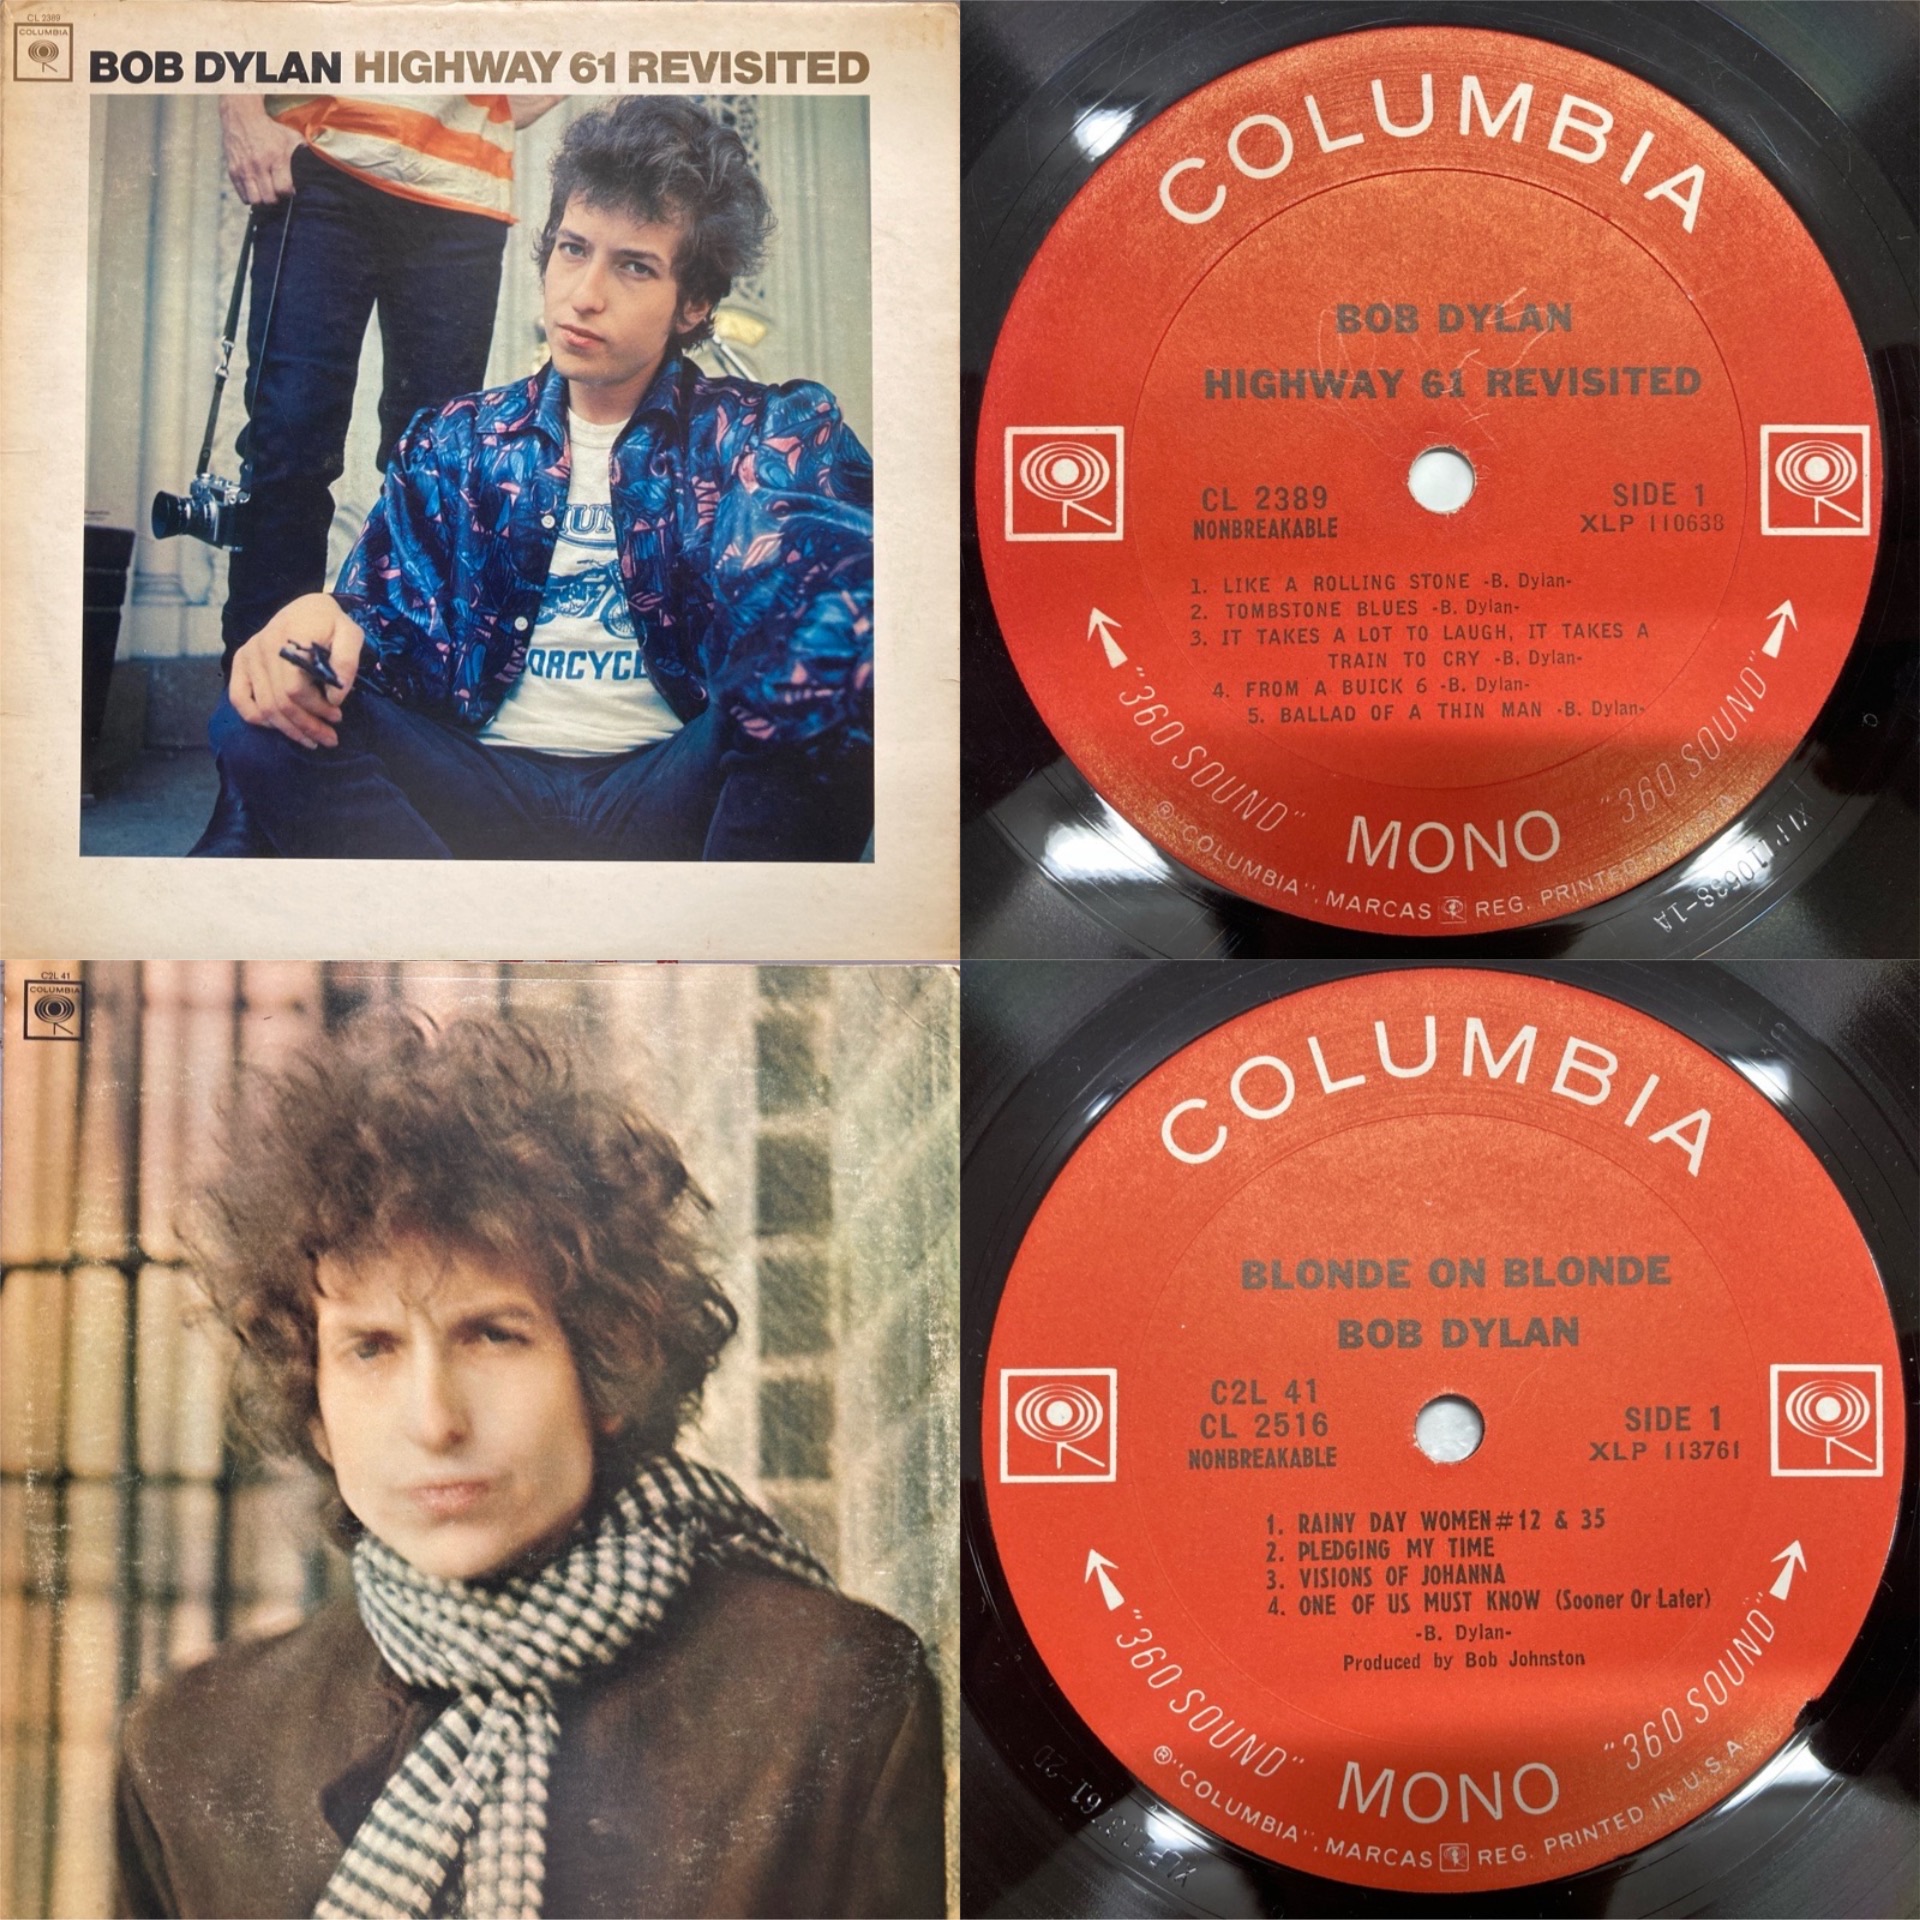 CL 2389
COLUMBIA
BOB DYLAN HIGHWAY 61 REVISITED
ORCYCL
COLUMBIA
BOB DYLAN
HIGHWAY 61 REVISITED
CL 2389
NONBREAKABLE
SIDE 1
XLP 110638
1. LIKE A ROLLING STONE -B. Dylan-
2. TOMBSTONE BLUES -B. Dylan-
3. IT TAKES A LOT TO LAUGH, IT TAKES A
TRAIN TO CRY -B. Dylan-
4. FROM A BUICK 6 -B. Dylan-
5. BALLAD OF A THIN MAN -B. Dylan-
"360 SOUND" MONO "360 SOUND"
® "COLUMBIA", MARCAS REG. PRINTED
XLP 110638-1A
C2L 41
COLUMBIA
COLUMBIA
BLONDE ON BLONDE
BOB DYLAN
C2L 41
CL 2516
NONBREAKABLE
SIDE 1
XLP 113761
1. RAINY DAY WOMEN #12 & 35
2. PLEDGING MY TIME
3. VISIONS OF JOHANNA
4. ONE OF US MUST KNOW (Sooner Or Later)
-B. Dylan-
Produced by Bob Johnston
"360 SOUND" MONO "360 SOUND"
® "COLUMBIA", MARCAS REG. PRINTED IN U.S.A.